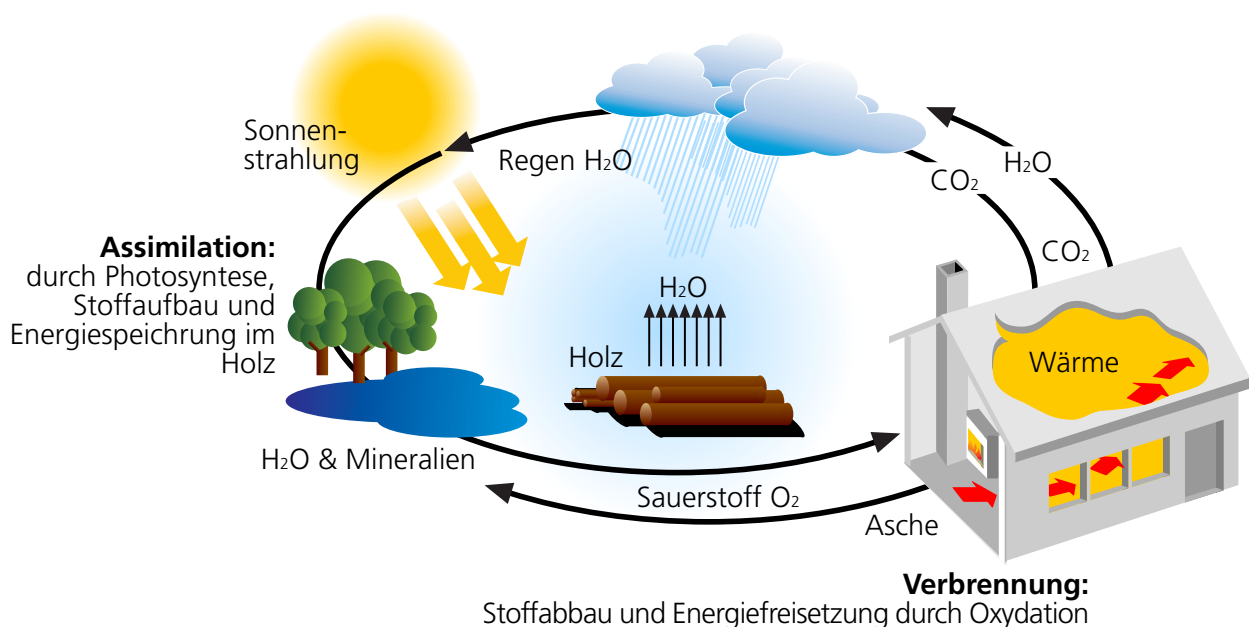 Sonnen-
strahlung
Regen H₂O
CO₂
H₂O
CO₂
Assimilation:
durch Photosyntese,
Stoffaufbau und
Energiespeichrung im
Holz
H₂O
Holz
Wärme
H₂O & Mineralien
Sauerstoff O₂
Asche
Verbrennung:
Stoffabbau und Energiefreisetzung durch Oxydation